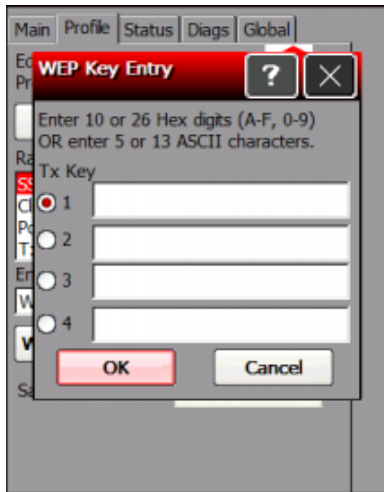 Main Profile Status Diags Global
WEP Key Entry ?
Enter 10 or 26 Hex digits (A-F, 0-9)
OR enter 5 or 13 ASCII characters.
Tx Key
1
2
3
4
OK Cancel